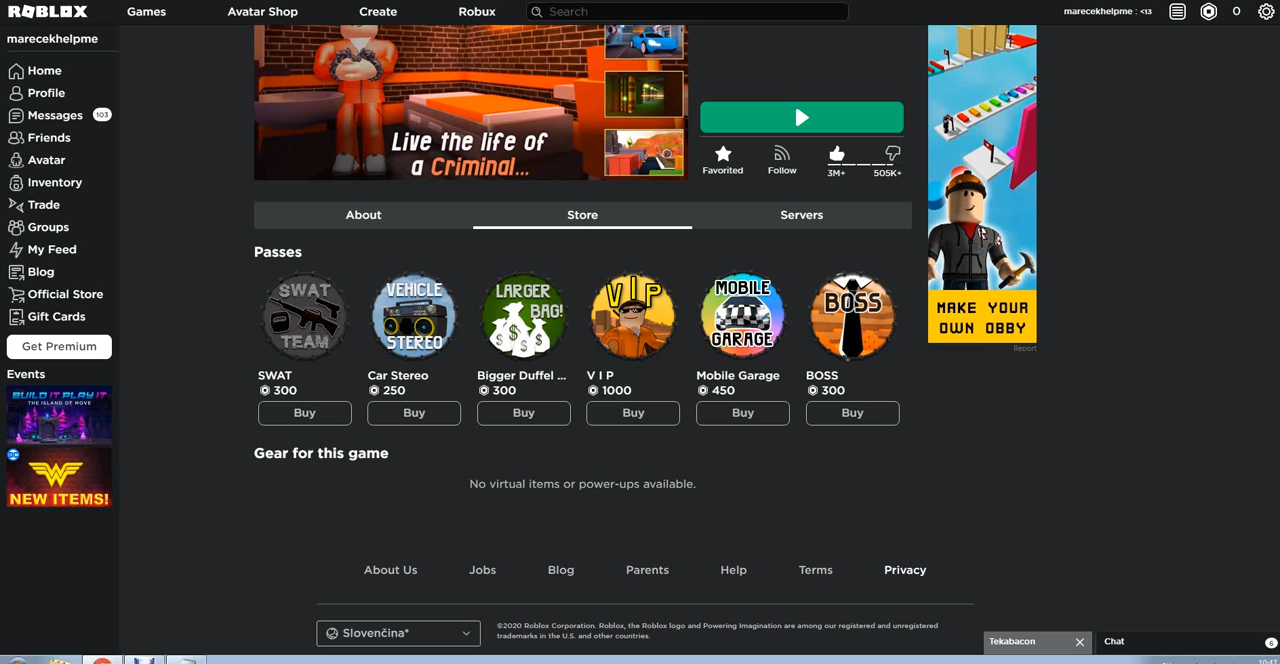 ROBLOX
Games
Avatar Shop
Create
Robux
Search
marecekhelpme : <13
0
marecekhelpme
Home
Profile
Messages 103
Friends
Avatar
Inventory
Trade
Groups
My Feed
Blog
Official Store
Gift Cards
Get Premium
Events
BUILD IT PLAY IT
THE ISLAND OF MOVE
DC
NEW ITEMS!
Live the life of
a Criminal...
Favorited
Follow
3M+
505K+
About
Store
Servers
Passes
SWAT
TEAM
VEHICLE
STEREO
LARGER
BAG!
VIP
MOBILE
GARAGE
BOSS
SWAT
300
Buy
Car Stereo
250
Buy
Bigger Duffel ...
300
Buy
V I P
1000
Buy
Mobile Garage
450
Buy
BOSS
300
Buy
Gear for this game
No virtual items or power-ups available.
MAKE YOUR
OWN OBBY
Report
About Us
Jobs
Blog
Parents
Help
Terms
Privacy
Slovenčina*
©2020 Roblox Corporation. Roblox, the Roblox logo and Powering Imagination are among our registered and unregistered
trademarks in the U.S. and other countries.
Tekabacon
Chat
6
10:47